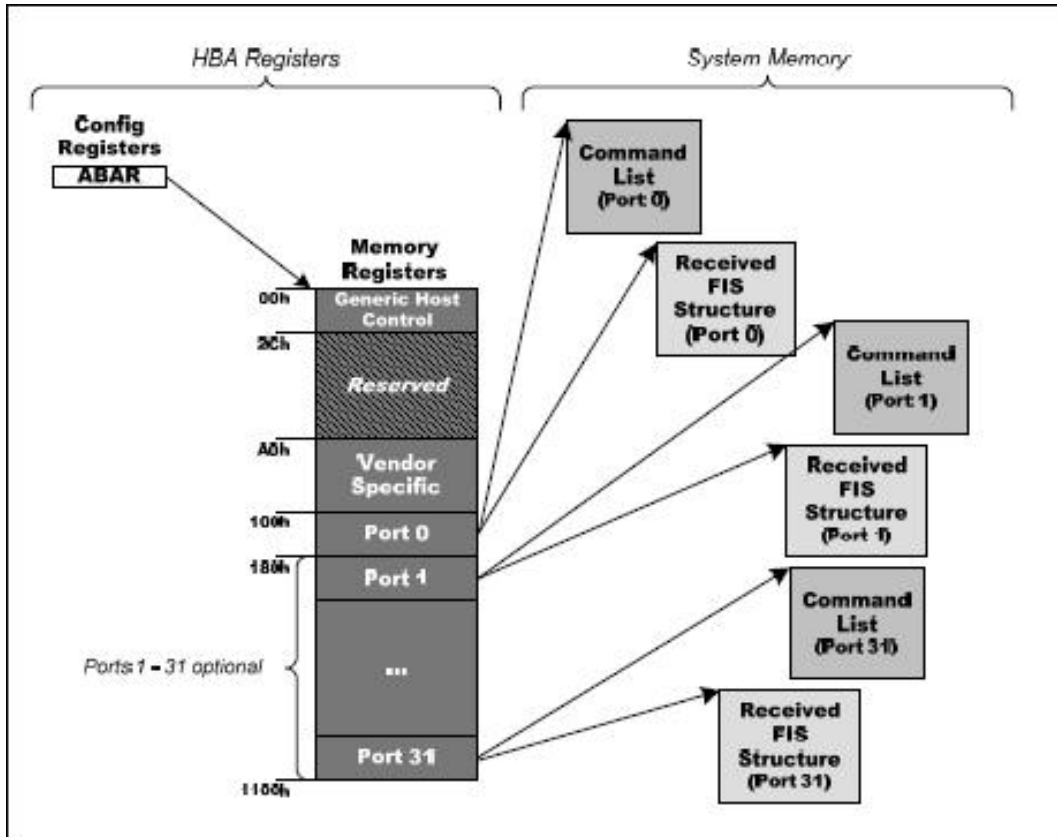 HBA Registers
System Memory
Config
Registers
ABAR
Memory
Registers
00h
Generic Host
Control
2Ch
Reserved
A0h
Vendor
Specific
100h
Port 0
180h
Port 1
Ports 1 - 31 optional
...
Port 31
1100h
Command
List
(Port 0)
Received
FIS
Structure
(Port 0)
Command
List
(Port 1)
Received
FIS
Structure
(Port 1)
Command
List
(Port 31)
Received
FIS
Structure
(Port 31)